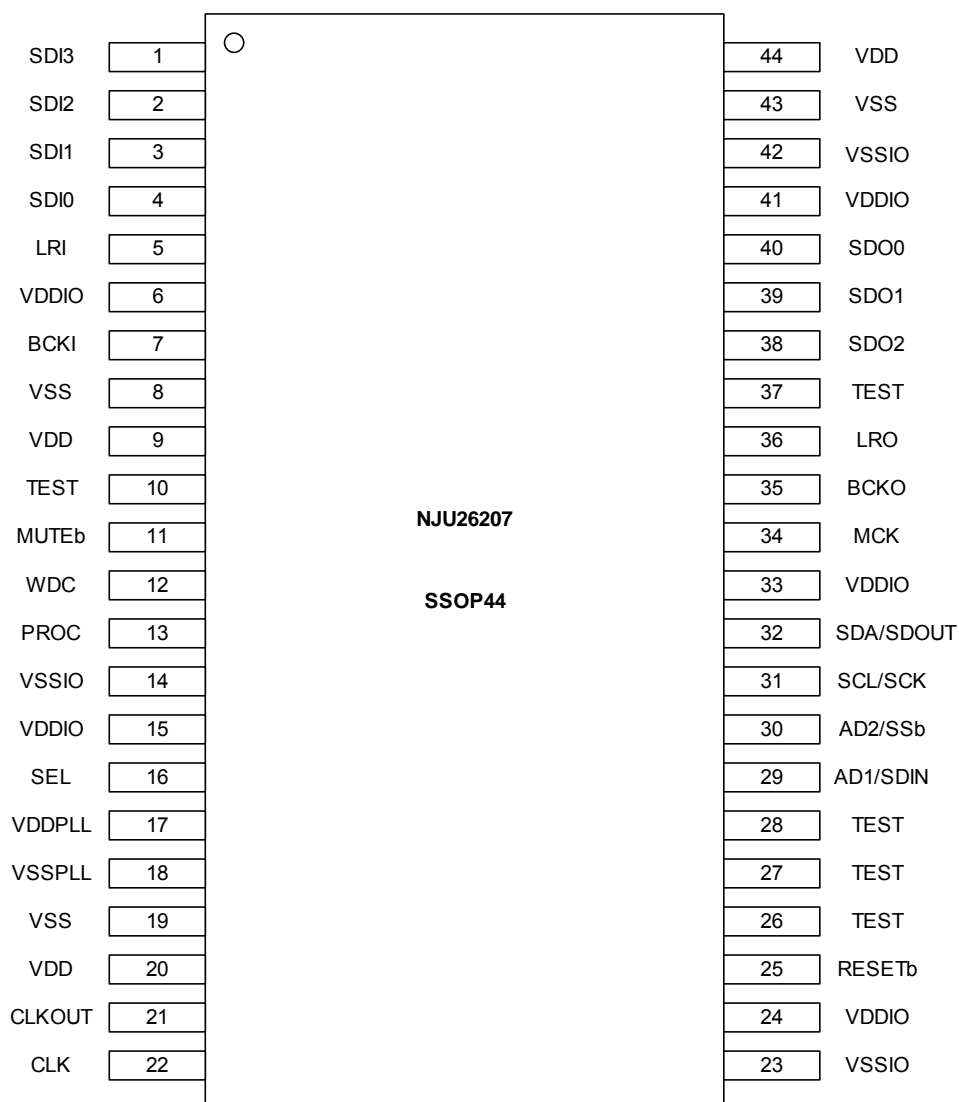 SDI3 1 44 VDD
SDI2 2 43 VSS
SDI1 3 42 VSSIO
SDI0 4 41 VDDIO
LRI 5 40 SDO0
VDDIO 6 39 SDO1
BCKI 7 38 SDO2
VSS 8 37 TEST
VDD 9 36 LRO
TEST 10 35 BCKO
NJU26207
MUTEb 11 34 MCK
WDC 12 33 VDDIO
SSOP44
PROC 13 32 SDA/SDOUT
VSSIO 14 31 SCL/SCK
VDDIO 15 30 AD2/SSb
SEL 16 29 AD1/SDIN
VDDPLL 17 28 TEST
VSSPLL 18 27 TEST
VSS 19 26 TEST
VDD 20 25 RESETb
CLKOUT 21 24 VDDIO
CLK 22 23 VSSIO